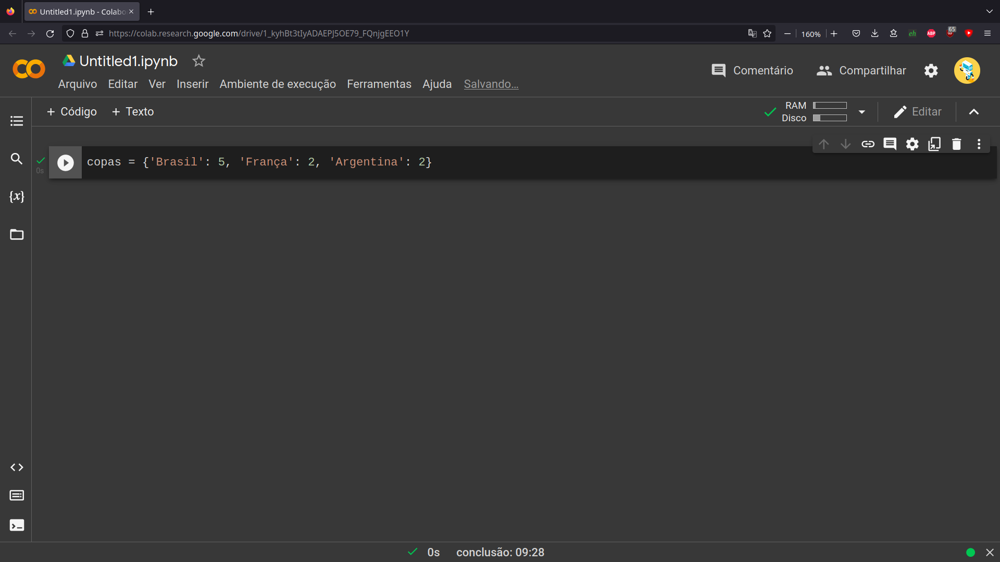 Untitled1.ipynb - Colabo
https://colab.research.google.com/drive/1_kyhBt3tIyADAEPJ5OE79_FQnjgEEO1Y
160%
eh
ABP
65
Untitled1.ipynb
Comentário
Compartilhar
Arquivo Editar Ver Inserir Ambiente de execução Ferramentas Ajuda Salvando…
+ Código + Texto
RAM
Disco
Editar
copas = {'Brasil': 5, 'França': 2, 'Argentina': 2}
0s
{x}
0s conclusão: 09:28